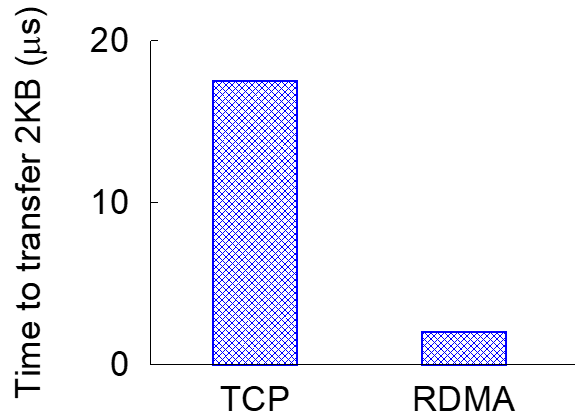 Time to transfer 2KB (μs)
20
10
0
TCP RDMA